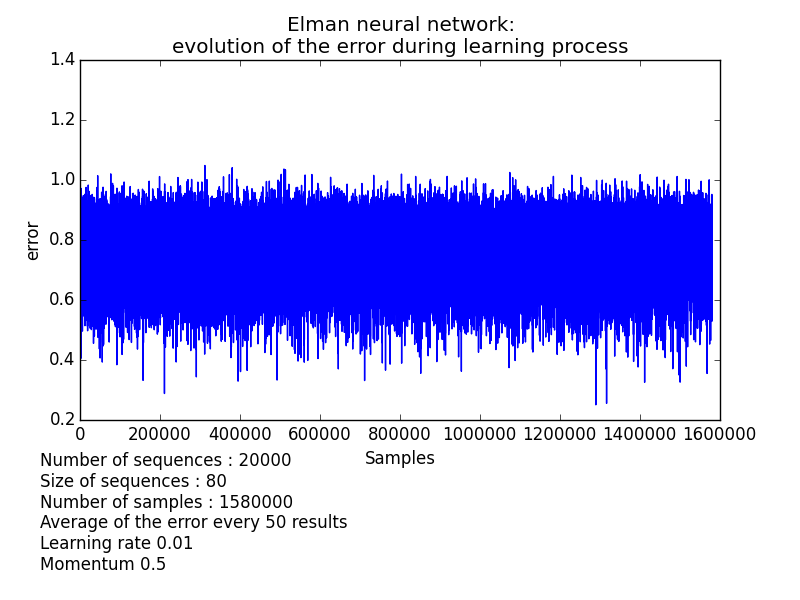 Elman neural network:
evolution of the error during learning process
1.4
1.2
1.0
0.8
0.6
0.4
0.2
error
0 200000 400000 600000 800000 1000000 1200000 1400000 1600000
Samples
Number of sequences : 20000
Size of sequences : 80
Number of samples : 1580000
Average of the error every 50 results
Learning rate 0.01
Momentum 0.5